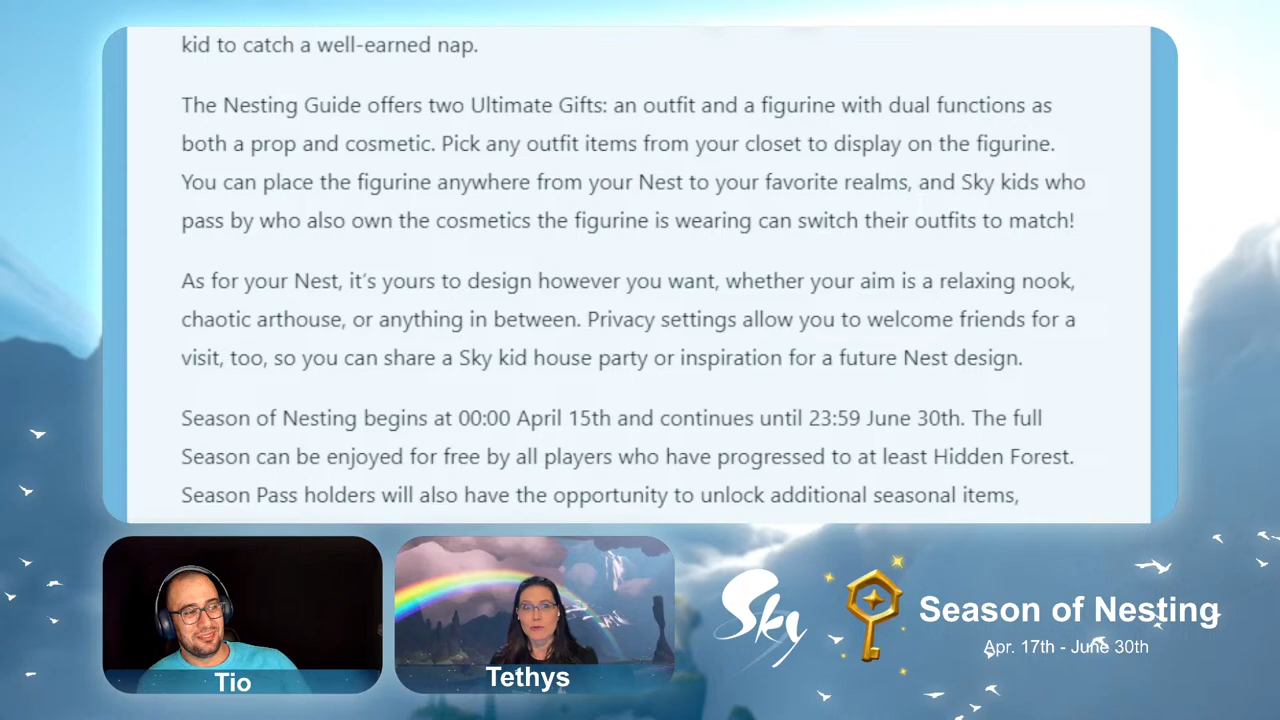 kid to catch a well-earned nap.
The Nesting Guide offers two Ultimate Gifts: an outfit and a figurine with dual functions as
both a prop and cosmetic. Pick any outfit items from your closet to display on the figurine.
You can place the figurine anywhere from your Nest to your favorite realms, and Sky kids who
pass by who also own the cosmetics the figurine is wearing can switch their outfits to match!
As for your Nest, it’s yours to design however you want, whether your aim is a relaxing nook,
chaotic arthouse, or anything in between. Privacy settings allow you to welcome friends for a
visit, too, so you can share a Sky kid house party or inspiration for a future Nest design.
Season of Nesting begins at 00:00 April 15th and continues until 23:59 June 30th. The full
Season can be enjoyed for free by all players who have progressed to at least Hidden Forest.
Season Pass holders will also have the opportunity to unlock additional seasonal items,
Tio
Tethys
Sky
Season of Nesting
Apr. 17th - June 30th